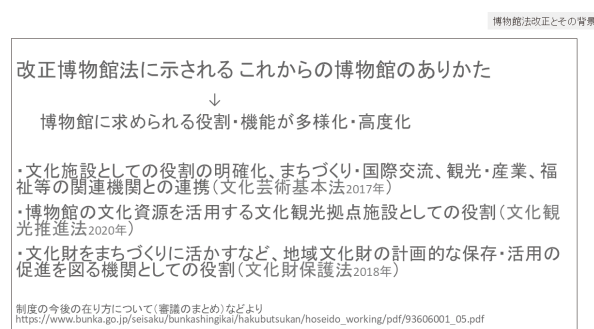 博物館法改正とその背景
改正博物館法に示される これからの博物館のありかた
↓
博物館に求められる役割・機能が多様化・高度化
・文化施設としての役割の明確化、まちづくり・国際交流、観光・産業、福
祉等の関連機関との連携（文化芸術基本法2017年）
・博物館の文化資源を活用する文化観光拠点施設としての役割（文化観
光推進法2020年）
・文化財をまちづくりに活かすなど、地域文化財の計画的な保存・活用の
促進を図る機関としての役割（文化財保護法2018年）
制度の今後の在り方について（審議のまとめ）などより
https://www.bunka.go.jp/seisaku/bunkashingikai/hakubutsukan/hoseido_working/pdf/93606001_05.pdf